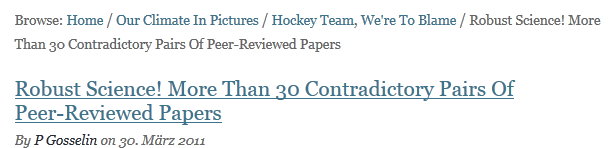 Browse: Home / Our Climate In Pictures / Hockey Team, We're To Blame / Robust Science! More
Than 30 Contradictory Pairs Of Peer-Reviewed Papers
Robust Science! More Than 30 Contradictory Pairs Of
Peer-Reviewed Papers
By P Gosselin on 30. März 2011